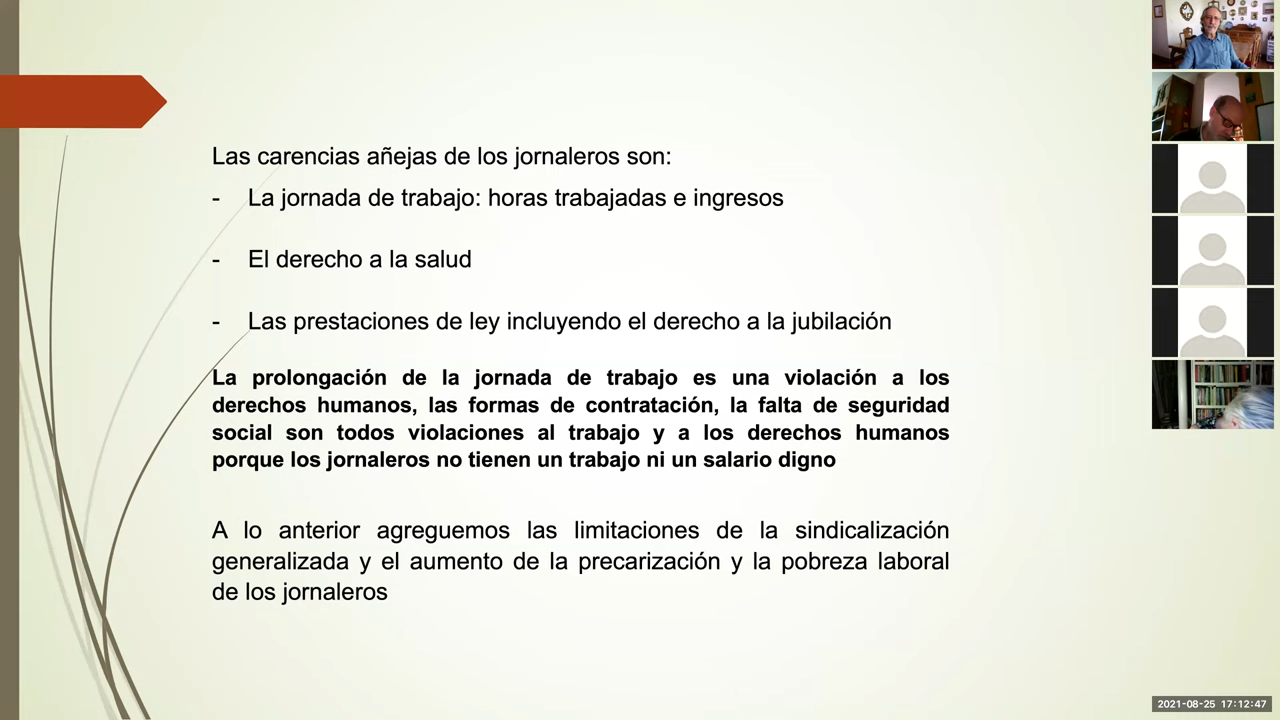 Las carencias añejas de los jornaleros son:
- La jornada de trabajo: horas trabajadas e ingresos
- El derecho a la salud
- Las prestaciones de ley incluyendo el derecho a la jubilación
La prolongación de la jornada de trabajo es una violación a los
derechos humanos, las formas de contratación, la falta de seguridad
social son todos violaciones al trabajo y a los derechos humanos
porque los jornaleros no tienen un trabajo ni un salario digno
A lo anterior agreguemos las limitaciones de la sindicalización
generalizada y el aumento de la precarización y la pobreza laboral
de los jornaleros
2021-08-25 17:12:47